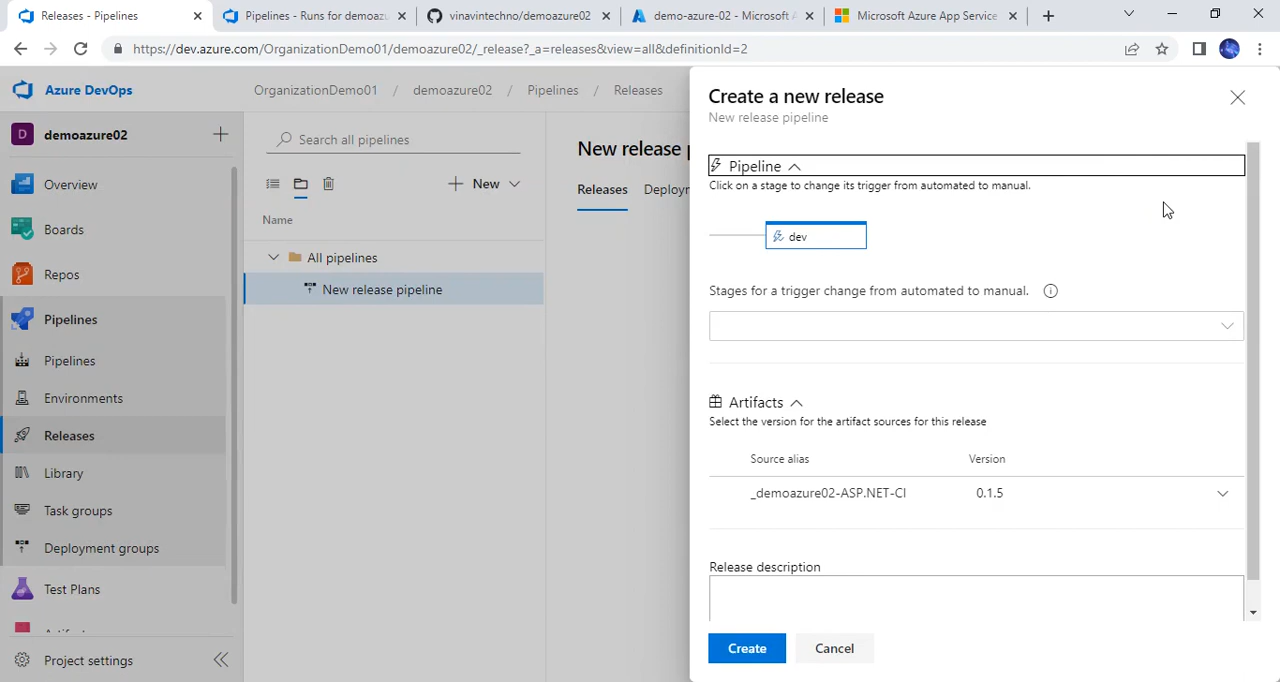 Releases - Pipelines
Pipelines - Runs for demoazu
vinavintechno/demoazure02
demo-azure-02 - Microsoft A
Microsoft Azure App Service
https://dev.azure.com/OrganizationDemo01/demoazure02/_release?_a=releases&view=all&definitionId=2
Azure DevOps
OrganizationDemo01 / demoazure02 / Pipelines / Releases
D demoazure02
Overview
Boards
Repos
Pipelines
Pipelines
Environments
Releases
Library
Task groups
Deployment groups
Test Plans
Project settings
Search all pipelines
New
Name
All pipelines
New release pipeline
New release p
Releases Deployn
Create a new release
New release pipeline
Pipeline
Click on a stage to change its trigger from automated to manual.
dev
Stages for a trigger change from automated to manual.
Artifacts
Select the version for the artifact sources for this release
Source alias Version
_demoazure02-ASP.NET-CI 0.1.5
Release description
Create Cancel